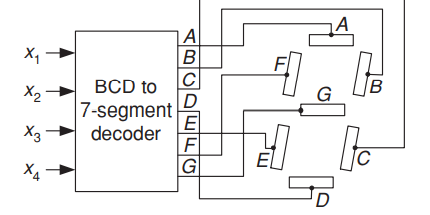 A
A
B
X1
F
B
BCD to
C
X2
G
7-segment
D
X3
decoder
E
F
E
C
X4
G
D